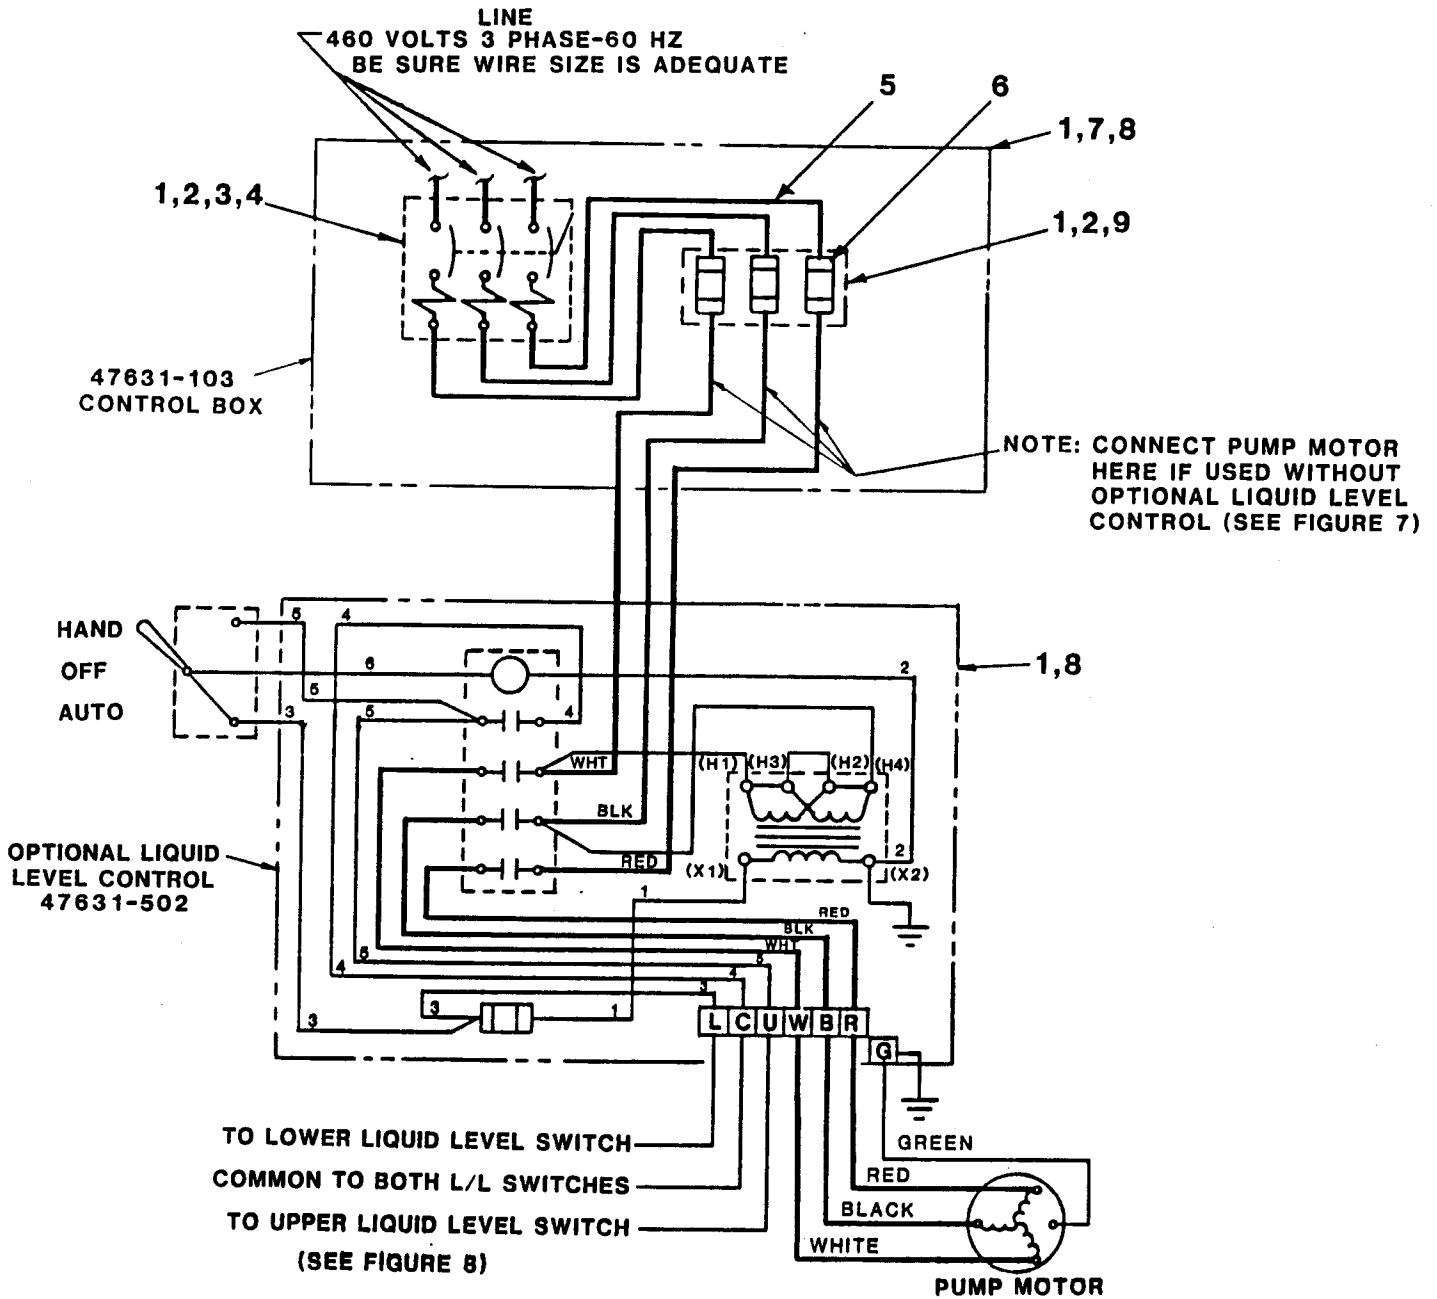 LINE
460 VOLTS 3 PHASE-60 HZ
BE SURE WIRE SIZE IS ADEQUATE
5
6
1,7,8
1,2,3,4
1,2,9
47631-103
CONTROL BOX
NOTE: CONNECT PUMP MOTOR
HERE IF USED WITHOUT
OPTIONAL LIQUID LEVEL
CONTROL (SEE FIGURE 7)
HAND
OFF
AUTO
5
4
6
2
1,8
5
3
5
4
WHT
(H1)
(H3)
(H2)
(H4)
BLK
RED
2
(X1)
(X2)
OPTIONAL LIQUID
LEVEL CONTROL
47631-502
1
RED
BLK
WHT
5
5
4
4
3
3
3
1
L C U W B R
G
TO LOWER LIQUID LEVEL SWITCH
COMMON TO BOTH L/L SWITCHES
TO UPPER LIQUID LEVEL SWITCH
(SEE FIGURE 8)
GREEN
RED
BLACK
WHITE
PUMP MOTOR